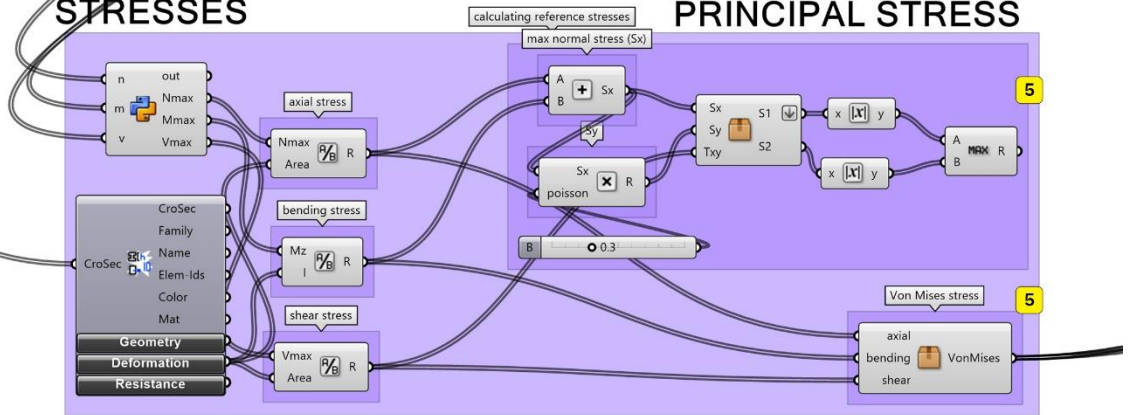 STRESSES
PRINCIPAL STRESS
calculating reference stresses
max normal stress (Sx)
n
m
v
out
Nmax
Mmax
Vmax
axial stress
Nmax
Area
A/B
R
A
B
+
Sx
Sy
Sx
poisson
×
R
B
0.3
Sx
Sy
Txy
S1
S2
x
|x|
y
x
|x|
y
A
B
MAX
R
5
CroSec
CroSec
Family
Name
Elem-Ids
Color
Mat
Geometry
Deformation
Resistance
bending stress
Mz
I
A/B
R
shear stress
Vmax
Area
A/B
R
Von Mises stress
5
axial
bending
shear
VonMises